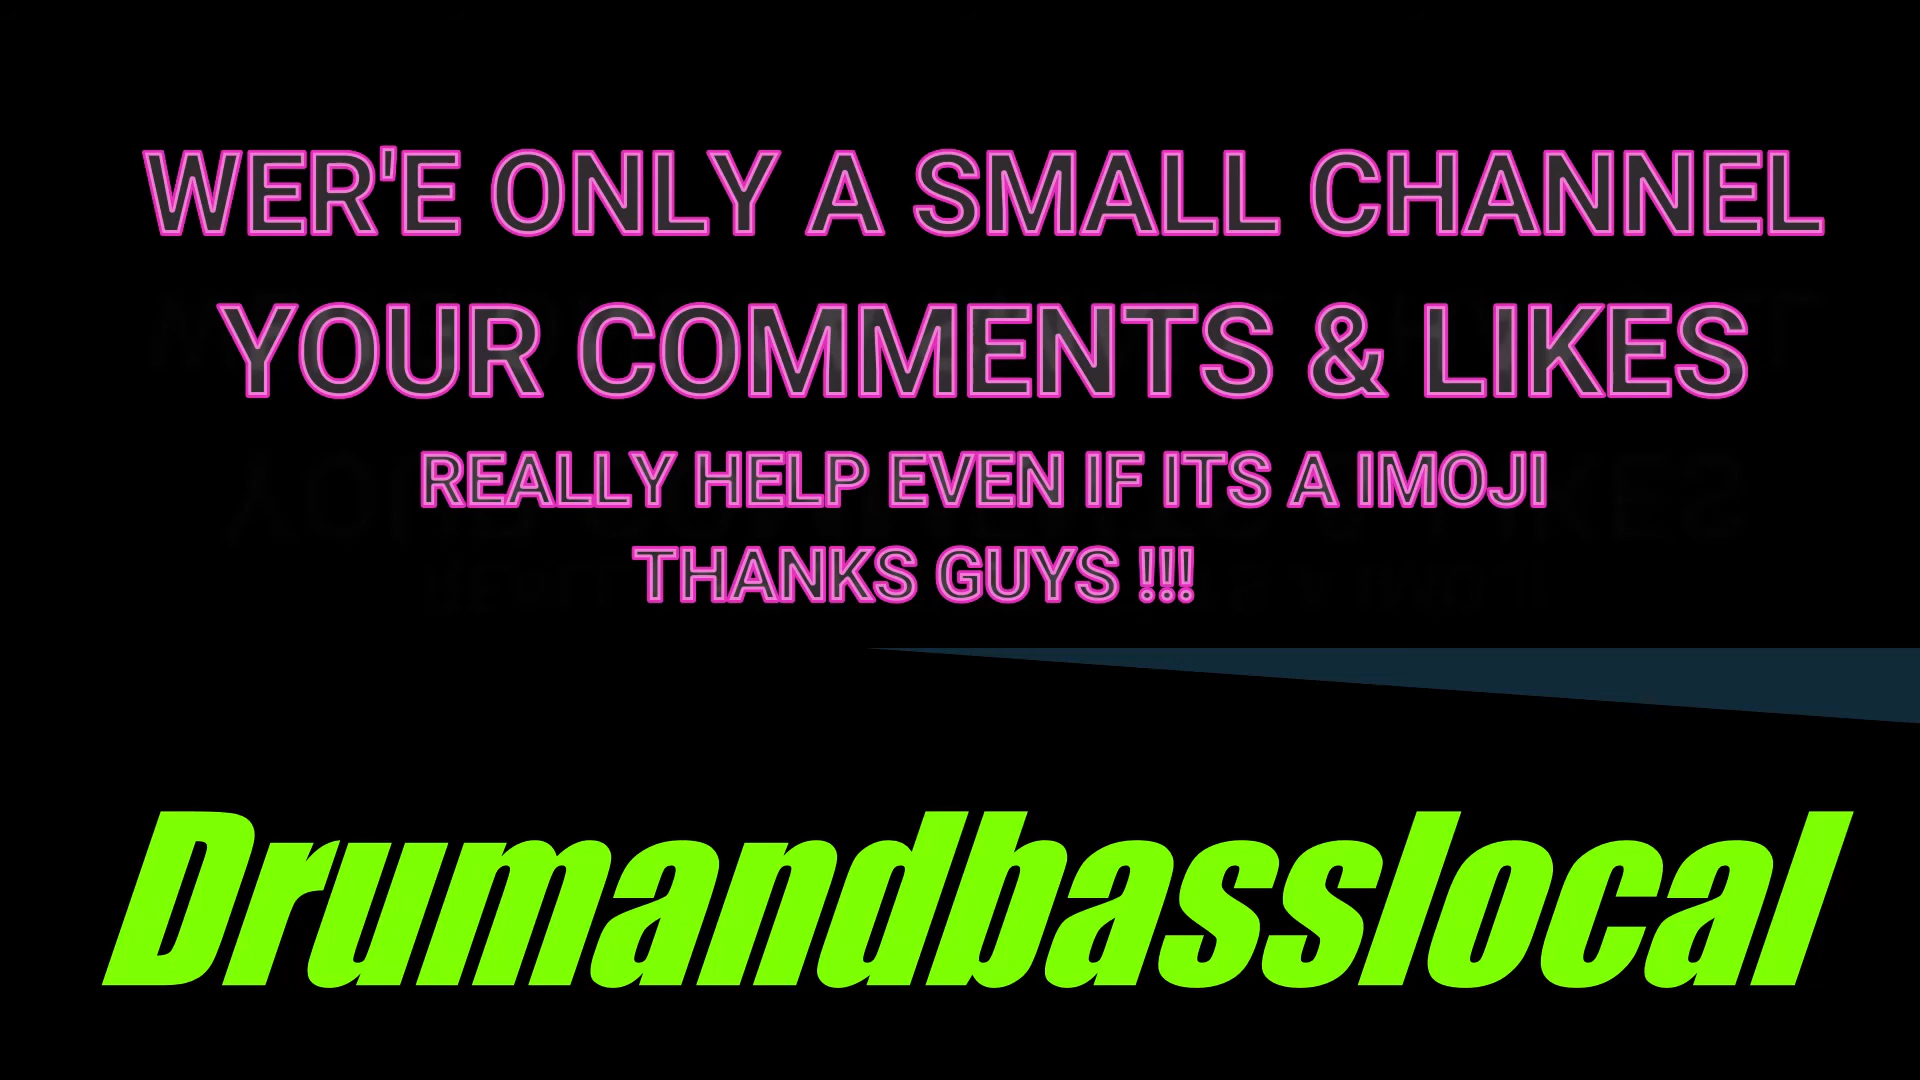 WER'E ONLY A SMALL CHANNEL
YOUR COMMENTS & LIKES
REALLY HELP EVEN IF ITS A IMOJI
THANKS GUYS !!!
Drumandbasslocal